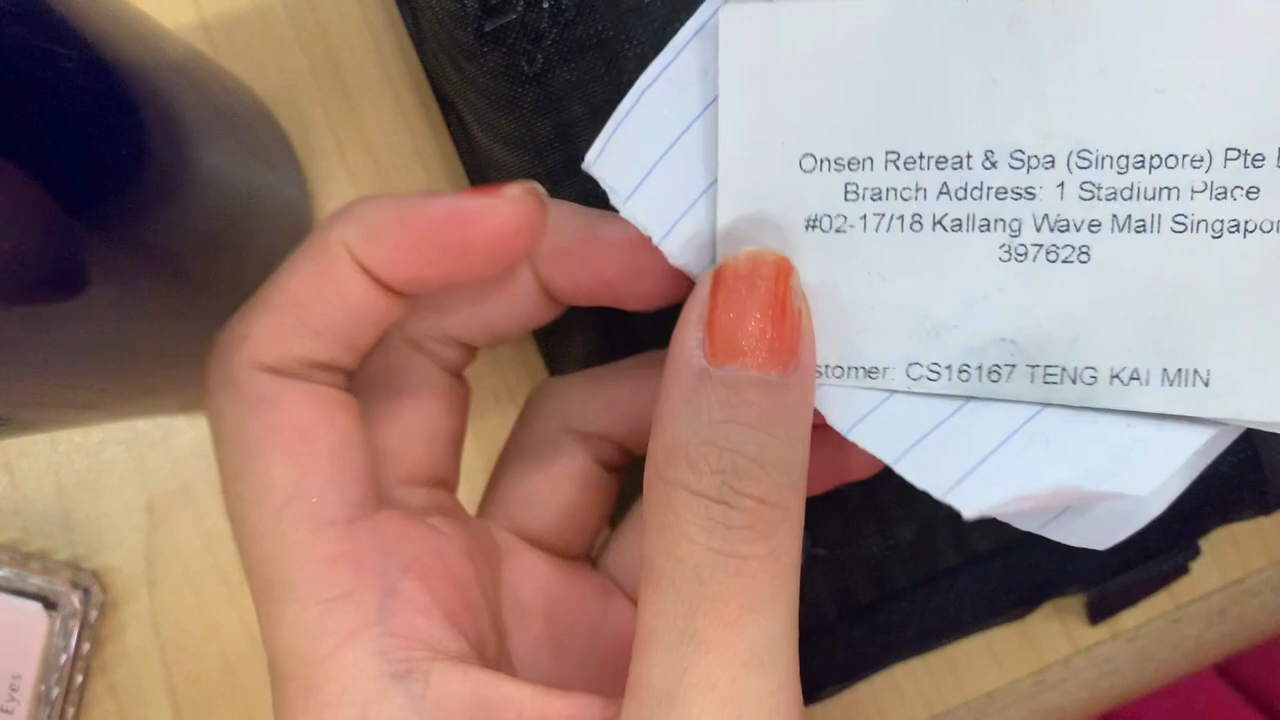 Onsen Retreat & Spa (Singapore) Pte
Branch Address: 1 Stadium Place
#02-17/18 Kallang Wave Mall Singapor
397628
stomer: CS16167 TENG KAI MIN
Eyes